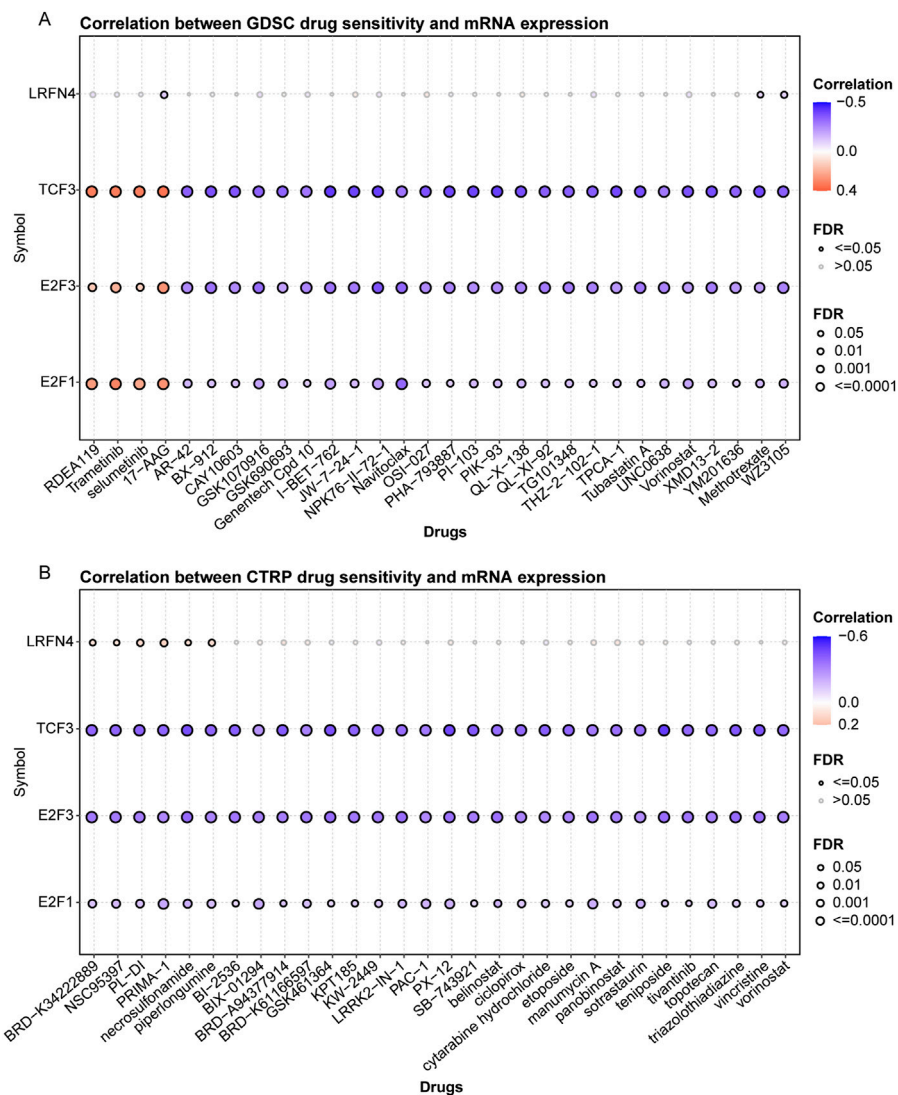 A
Correlation between GDSC drug sensitivity and mRNA expression
LRFN4
TCF3
E2F3
E2F1
Symbol
RDEA119
Trametinib
selumetinib
17-AAG
AR-42
BX-912
CAY10603
GSK1070916
GSK690693
Genentech Cpd 10
I-BET-762
JW-7-24-1
NPK76-II-72-1
Navitoclax
OSI-027
PHA-793887
PI-103
PIK-93
QL-X-138
QL-XI-92
TG101348
THZ-2-102-1
TPCA-1
Tubastatin A
UNC0638
Vorinostat
XMD13-2
YM201636
Methotrexate
WZ3105
Drugs
Correlation
-0.5
0.0
0.4
FDR
<=0.05
>0.05
FDR
0.05
0.01
0.001
<=0.0001
B
Correlation between CTRP drug sensitivity and mRNA expression
LRFN4
TCF3
E2F3
E2F1
Symbol
BRD-K34222889
NSC95397
PL-DI
PRIMA-1
necrosulfonamide
piperlongumine
BI-2536
BIX-01294
BRD-A94377914
BRD-K61166597
GSK461364
KPT185
KW-2449
LRRK2-IN-1
PAC-1
PX-12
SB-743921
belinostat
ciclopirox
cytarabine hydrochloride
etoposide
manumycin A
panobinostat
sotrastaurin
teniposide
tivantinib
topotecan
triazolothiadiazine
vincristine
vorinostat
Drugs
Correlation
-0.6
0.0
0.2
FDR
<=0.05
>0.05
FDR
0.05
0.01
0.001
<=0.0001